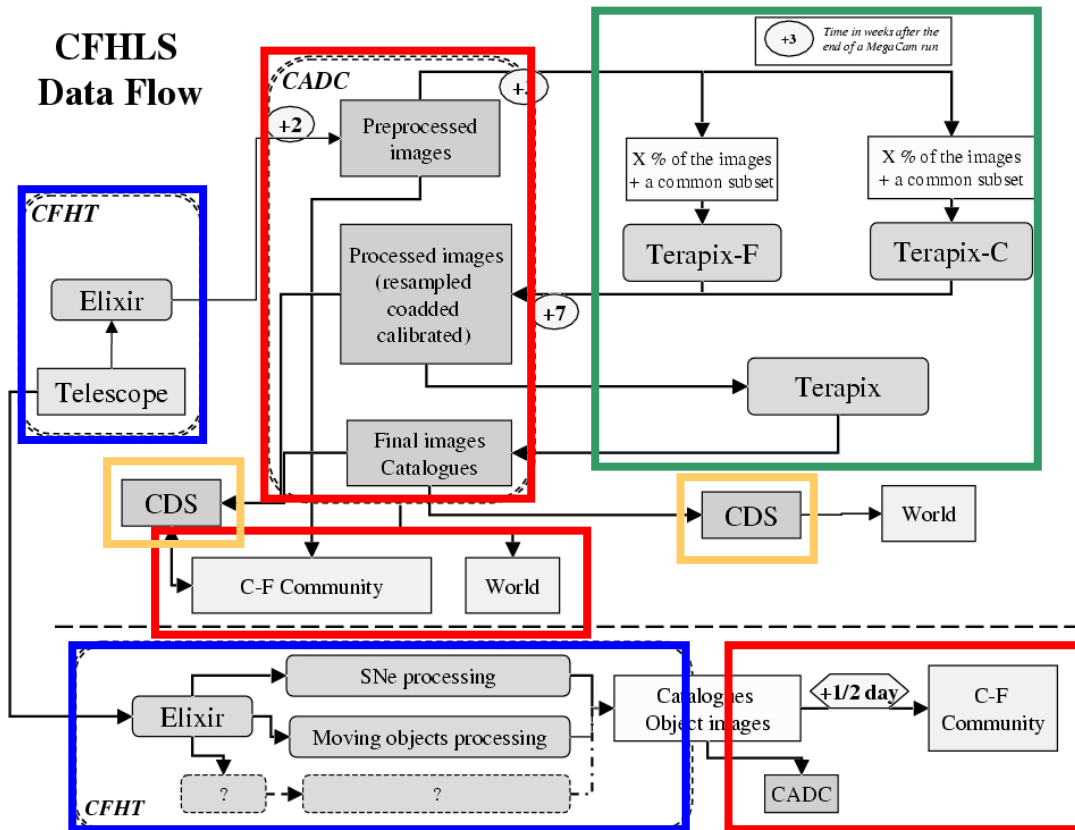 CFHLS
Data Flow
+3
Time in weeks after the
end of a MegaCam run
CADC
+2
Preprocessed
images
X % of the images
+ a common subset
X % of the images
+ a common subset
CFHT
Elixir
Telescope
Processed images
(resampled
coadded
calibrated)
Terapix-F
Terapix-C
+7
Terapix
Final images
Catalogues
CDS
CDS
World
C-F Community
World
SNe processing
Elixir
Moving objects processing
?
?
CFHT
Catalogues
Object images
+1/2 day
C-F
Community
CADC